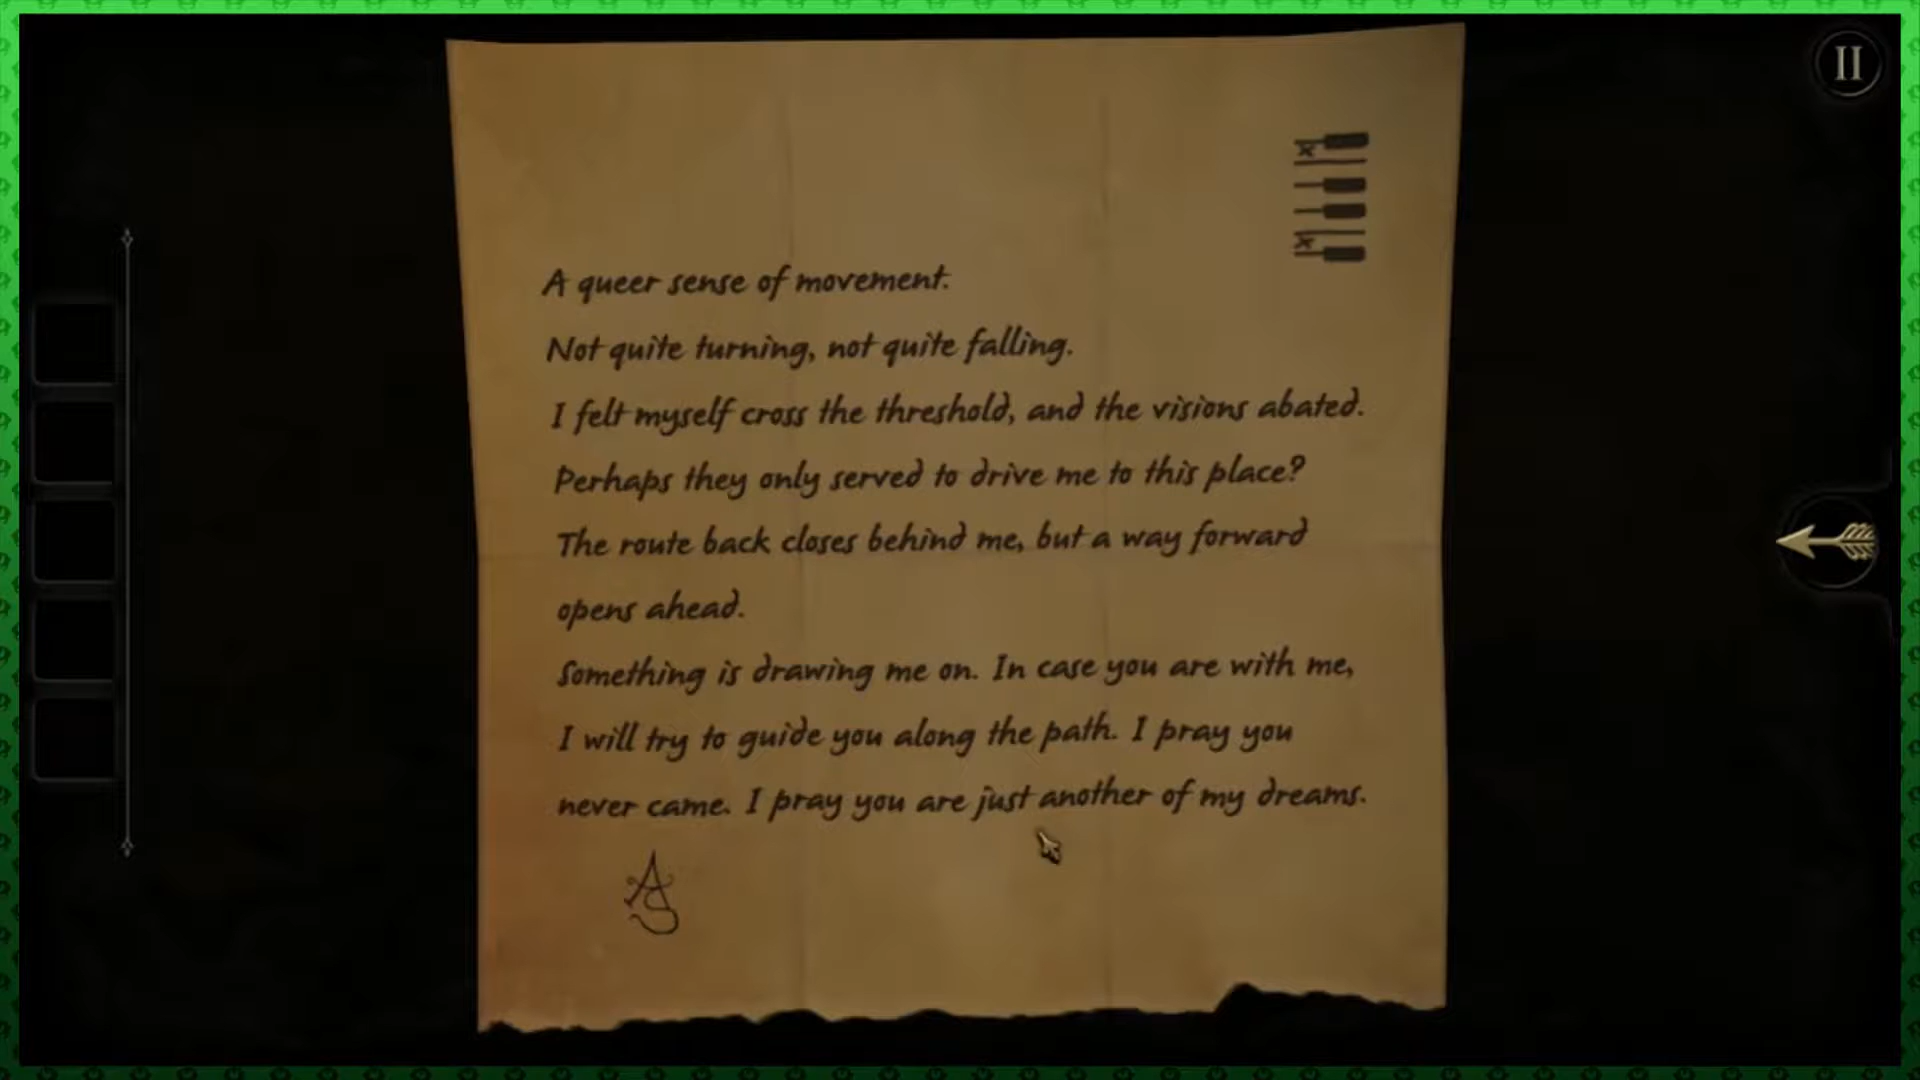 II
A queer sense of movement.
Not quite turning, not quite falling.
I felt myself cross the threshold, and the visions abated.
Perhaps they only served to drive me to this place?
The route back closes behind me, but a way forward
opens ahead.
Something is drawing me on. In case you are with me,
I will try to guide you along the path. I pray you
never came. I pray you are just another of my dreams.
AS